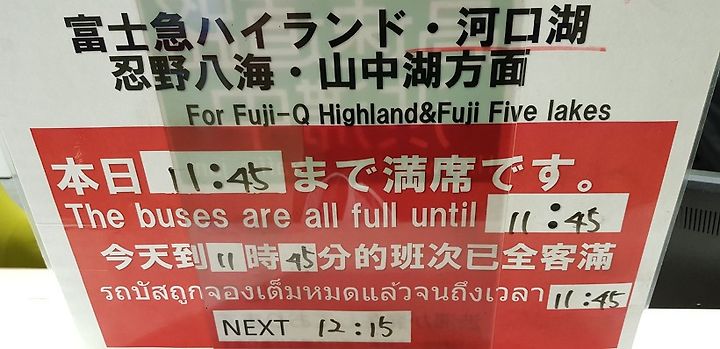 富士急ハイランド・河口湖
忍野八海・山中湖方面
For Fuji-Q Highland&Fuji Five lakes
本日 11:45 まで満席です。
The buses are all full until 11:45
今天到11時45分的班次已全客滿
รถบัสถูกจองเต็มหมดแล้วจนถึงเวลา 11:45
NEXT 12:15